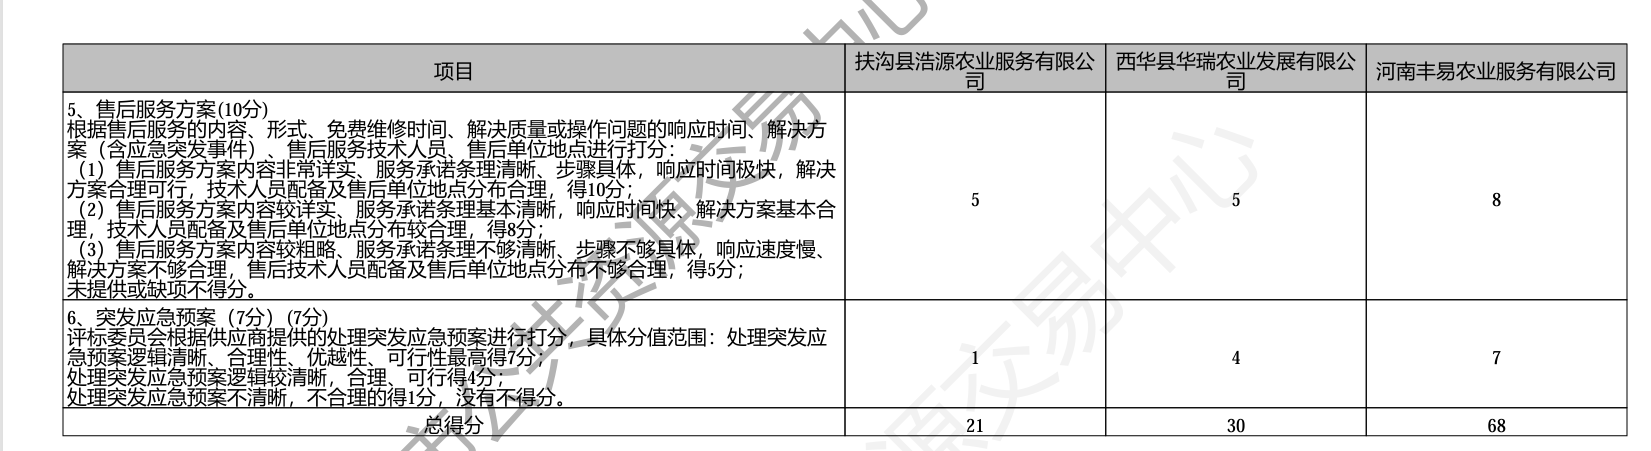 项目
扶沟县浩源农业服务有限公
司
西华县华瑞农业发展有限公
司
河南丰易农业服务有限公司
5、售后服务方案(10分)
根据售后服务的内容、形式、免费维修时间、解决质量或操作问题的响应时间、解决方
案（含应急突发事件）、售后服务技术人员、售后单位地点进行打分：
（1）售后服务方案内容非常详实、服务承诺条理清晰、步骤具体，响应时间极快，解决
方案合理可行，技术人员配备及售后单位地点分布合理，得10分；
（2）售后服务方案内容较详实、服务承诺条理基本清晰，响应时间快、解决方案基本合
理，技术人员配备及售后单位地点分布较合理，得8分；
（3）售后服务方案内容较粗略、服务承诺条理不够清晰、步骤不够具体，响应速度慢、
解决方案不够合理，售后技术人员配备及售后单位地点分布不够合理，得5分；
未提供或缺项不得分。
5
5
8
6、突发应急预案（7分）(7分)
评标委员会根据供应商提供的处理突发应急预案进行打分，具体分值范围：处理突发应
急预案逻辑清晰、合理性、优越性、可行性最高得7分；
处理突发应急预案逻辑较清晰，合理、可行得4分；
处理突发应急预案不清晰，不合理的得1分，没有不得分。
1
4
7
总得分
21
30
68
市公共资源交易中心
源交易中心